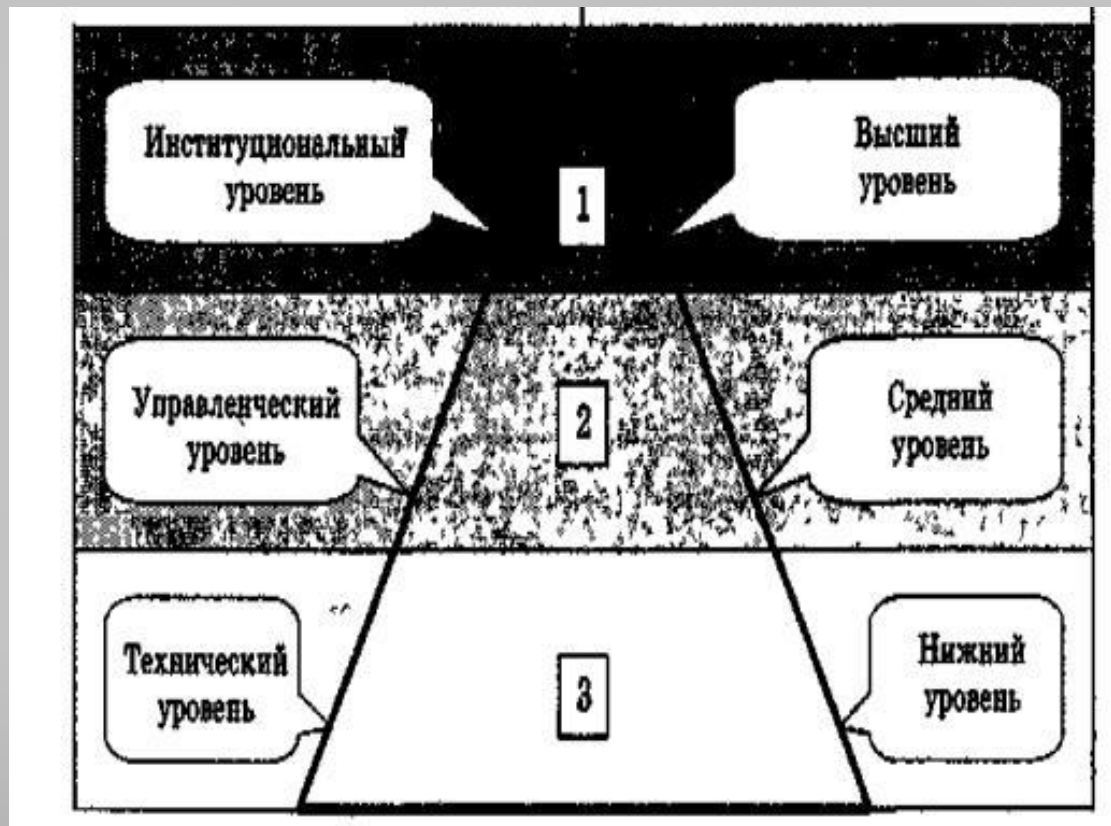 Институциональный
уровень
Высший
уровень
1
Управленческий
уровень
2
Средний
уровень
Технический
уровень
3
Нижний
уровень